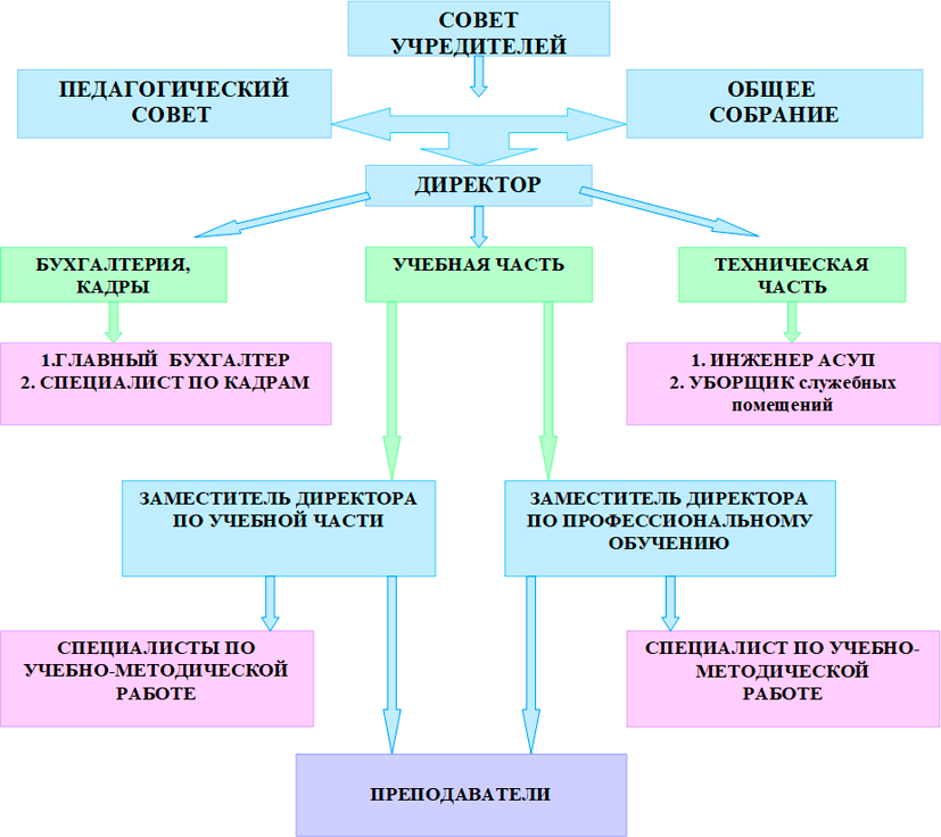 СОВЕТ
УЧРЕДИТЕЛЕЙ
ПЕДАГОГИЧЕСКИЙ
СОВЕТ
ОБЩЕЕ
СОБРАНИЕ
ДИРЕКТОР
БУХГАЛТЕРИЯ,
КАДРЫ
УЧЕБНАЯ ЧАСТЬ
ТЕХНИЧЕСКАЯ
ЧАСТЬ
1.ГЛАВНЫЙ БУХГАЛТЕР
2. СПЕЦИАЛИСТ ПО КАДРАМ
1. ИНЖЕНЕР АСУП
2. УБОРЩИК служебных
помещений
ЗАМЕСТИТЕЛЬ ДИРЕКТОРА
ПО УЧЕБНОЙ ЧАСТИ
ЗАМЕСТИТЕЛЬ ДИРЕКТОРА
ПО ПРОФЕССИОНАЛЬНОМУ
ОБУЧЕНИЮ
СПЕЦИАЛИСТЫ ПО
УЧЕБНО-МЕТОДИЧЕСКОЙ
РАБОТЕ
СПЕЦИАЛИСТ ПО УЧЕБНО-
МЕТОДИЧЕСКОЙ
РАБОТЕ
ПРЕПОДАВАТЕЛИ